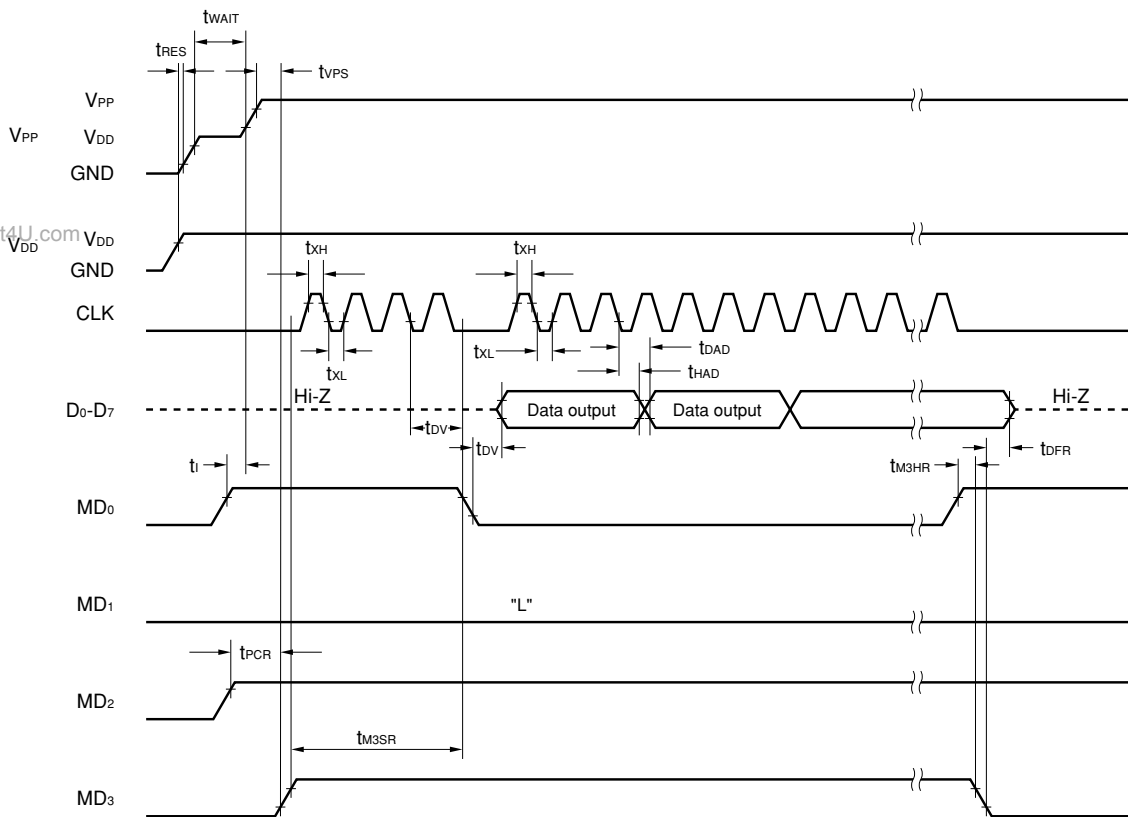 tWAIT
tRES
tVPS
VPP
VPP VDD
GND
t4U.com
VDD VDD
GND
tXH tXH
CLK
tXL tXL tDAD
tHAD
Hi-Z Hi-Z
D0-D7 Data output Data output
tDV
tDV tDFR
tI tM3HR
MD0
MD1 "L"
tPCR
MD2
tM3SR
MD3